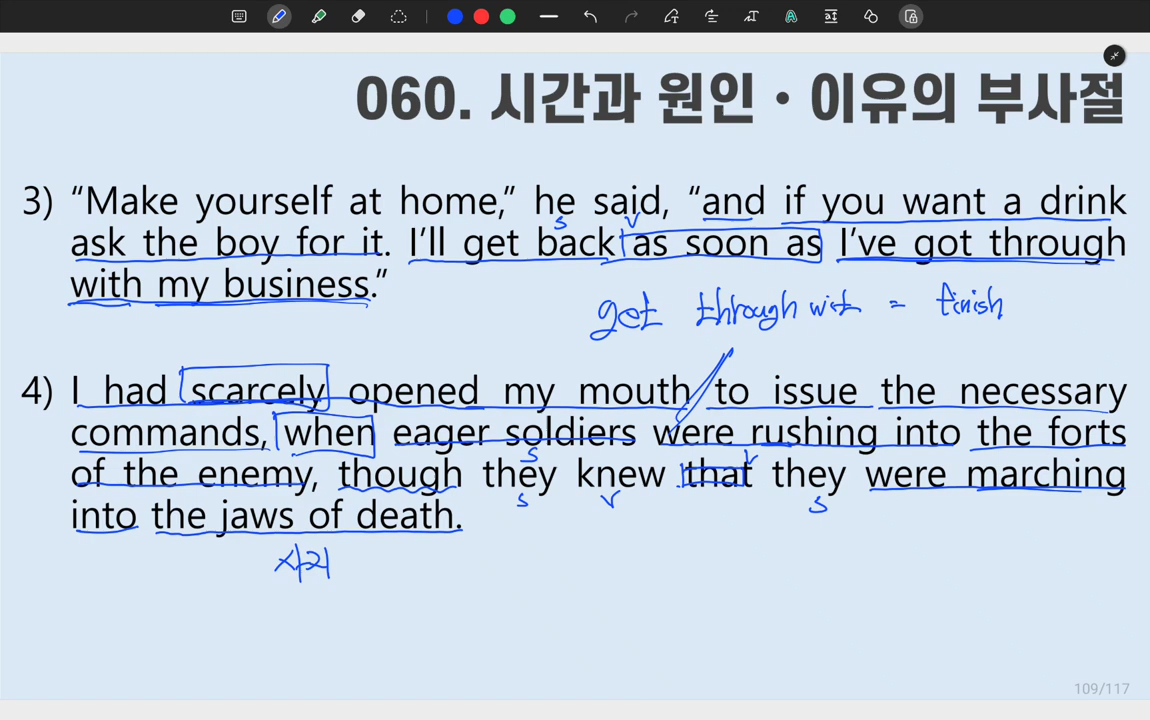 060. 시간과 원인・이유의 부사절
3) “Make yourself at home,” he said, “and if you want a drink
ask the boy for it. I’ll get back as soon as I’ve got through
with my business.”
s v
get through with = finish
4) I had scarcely opened my mouth to issue the necessary
commands, when eager soldiers were rushing into the forts
s v
of the enemy, though they knew that they were marching
s v s
into the jaws of death.
사지
109/117